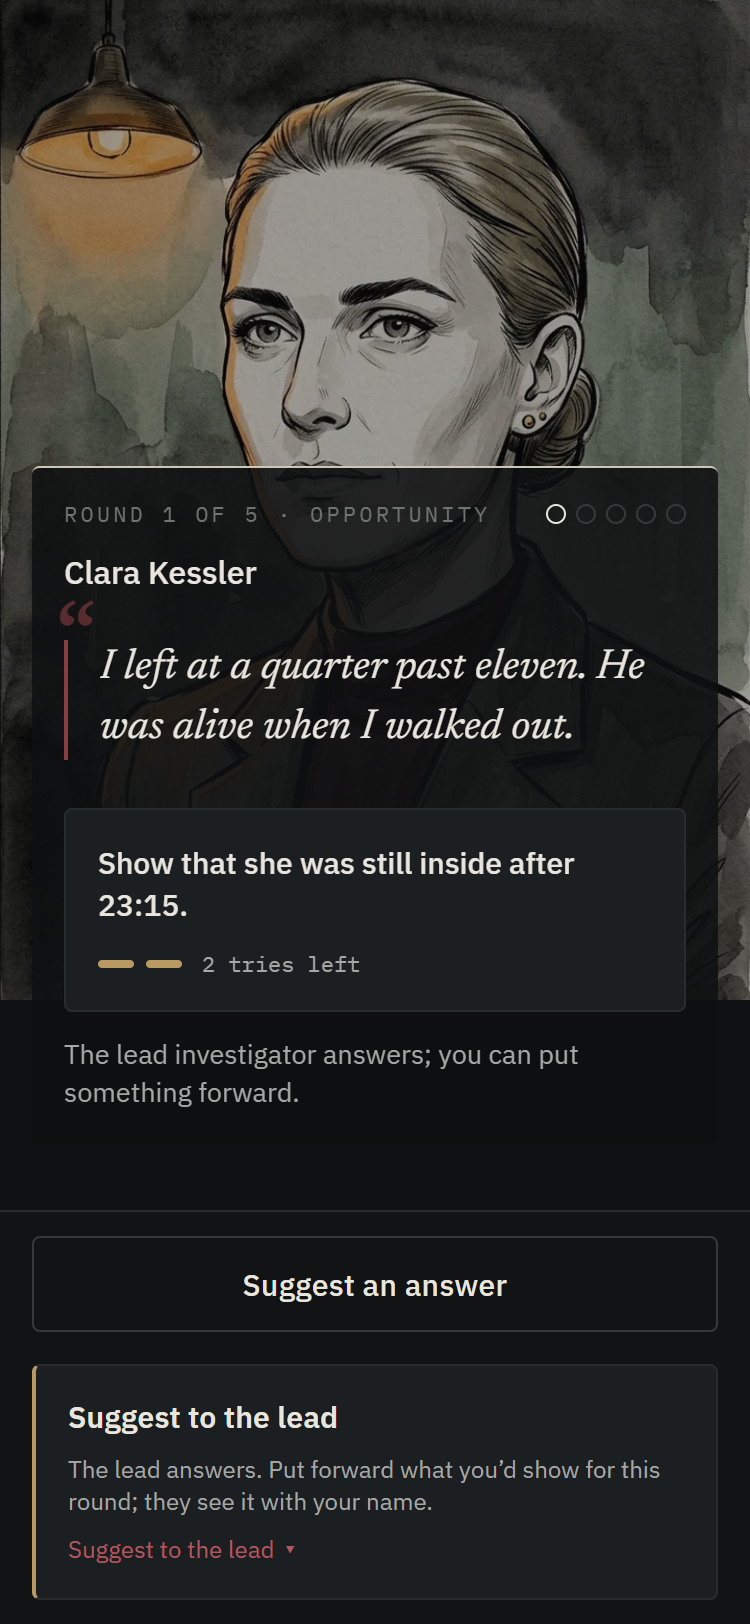 ROUND 1 OF 5 · OPPORTUNITY
Clara Kessler
“
I left at a quarter past eleven. He
was alive when I walked out.
Show that she was still inside after
23:15.
2 tries left
The lead investigator answers; you can put
something forward.
Suggest an answer
Suggest to the lead
The lead answers. Put forward what you’d show for this
round; they see it with your name.
Suggest to the lead ▾